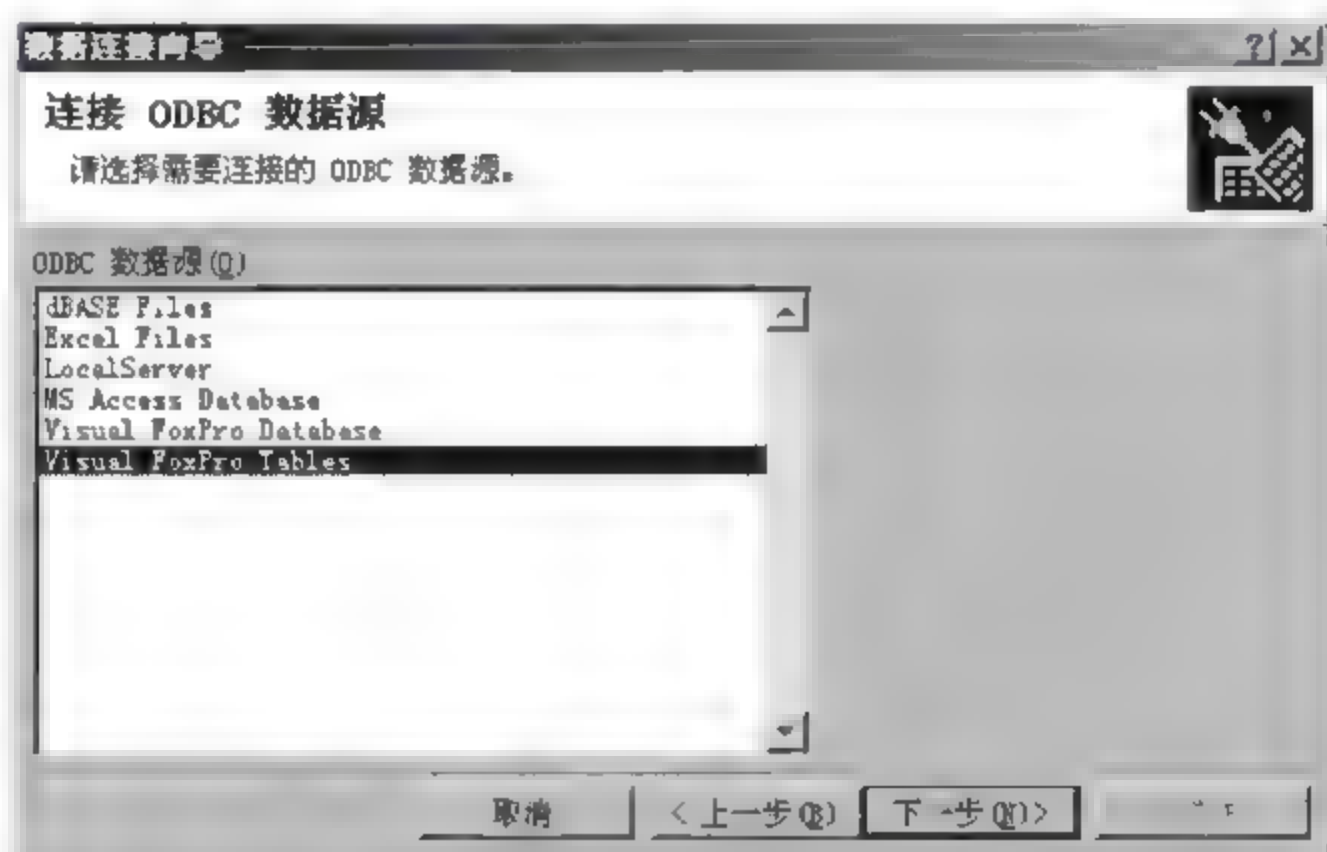 数据连接向导
连接 ODBC 数据源
请选择需要连接的 ODBC 数据源。
ODBC 数据源(O)
dBASE Files
Excel Files
LocalServer
MS Access Database
Visual FoxPro Database
Visual FoxPro Tables
取消 < 上一步(B) 下一步(N)>